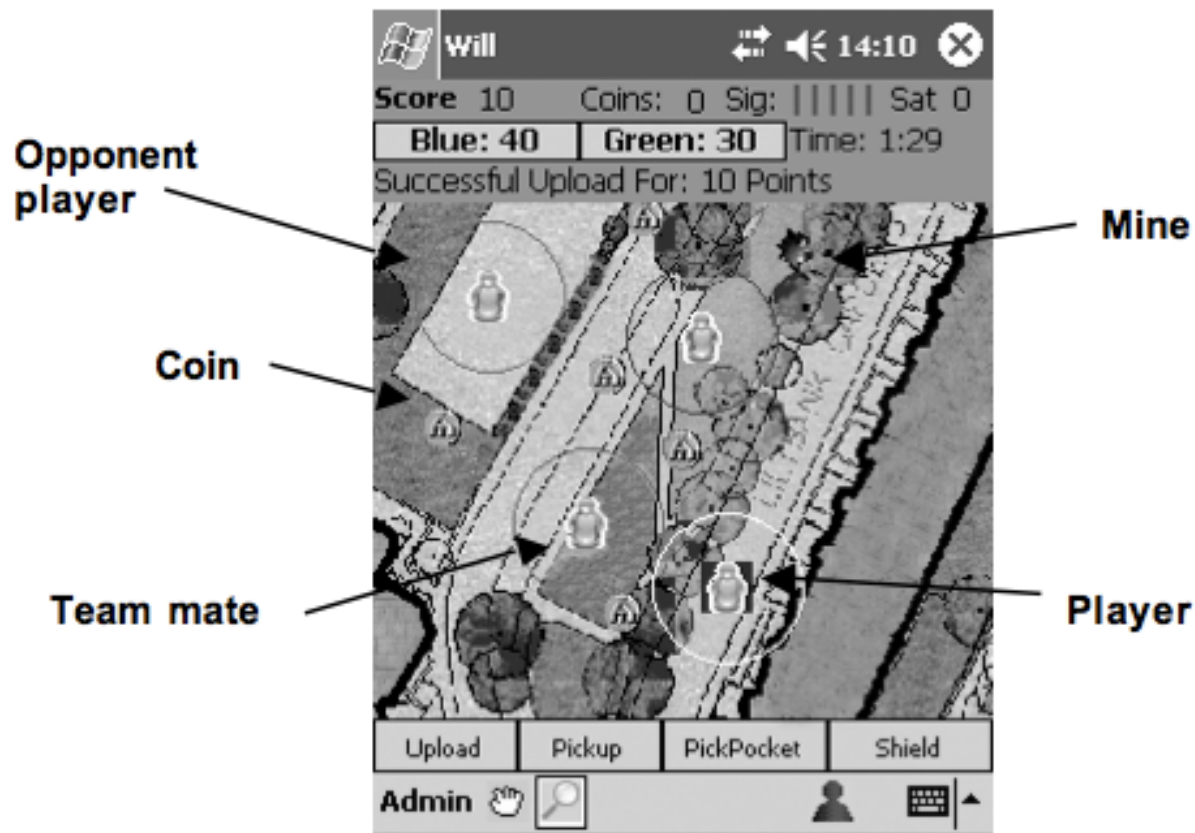 Will 14:10
Score 10 Coins: 0 Sig: ||||| Sat 0
Blue: 40 Green: 30 Time: 1:29
Successful Upload For: 10 Points
Opponent
player
Mine
Coin
Team mate
Player
Upload Pickup PickPocket Shield
Admin